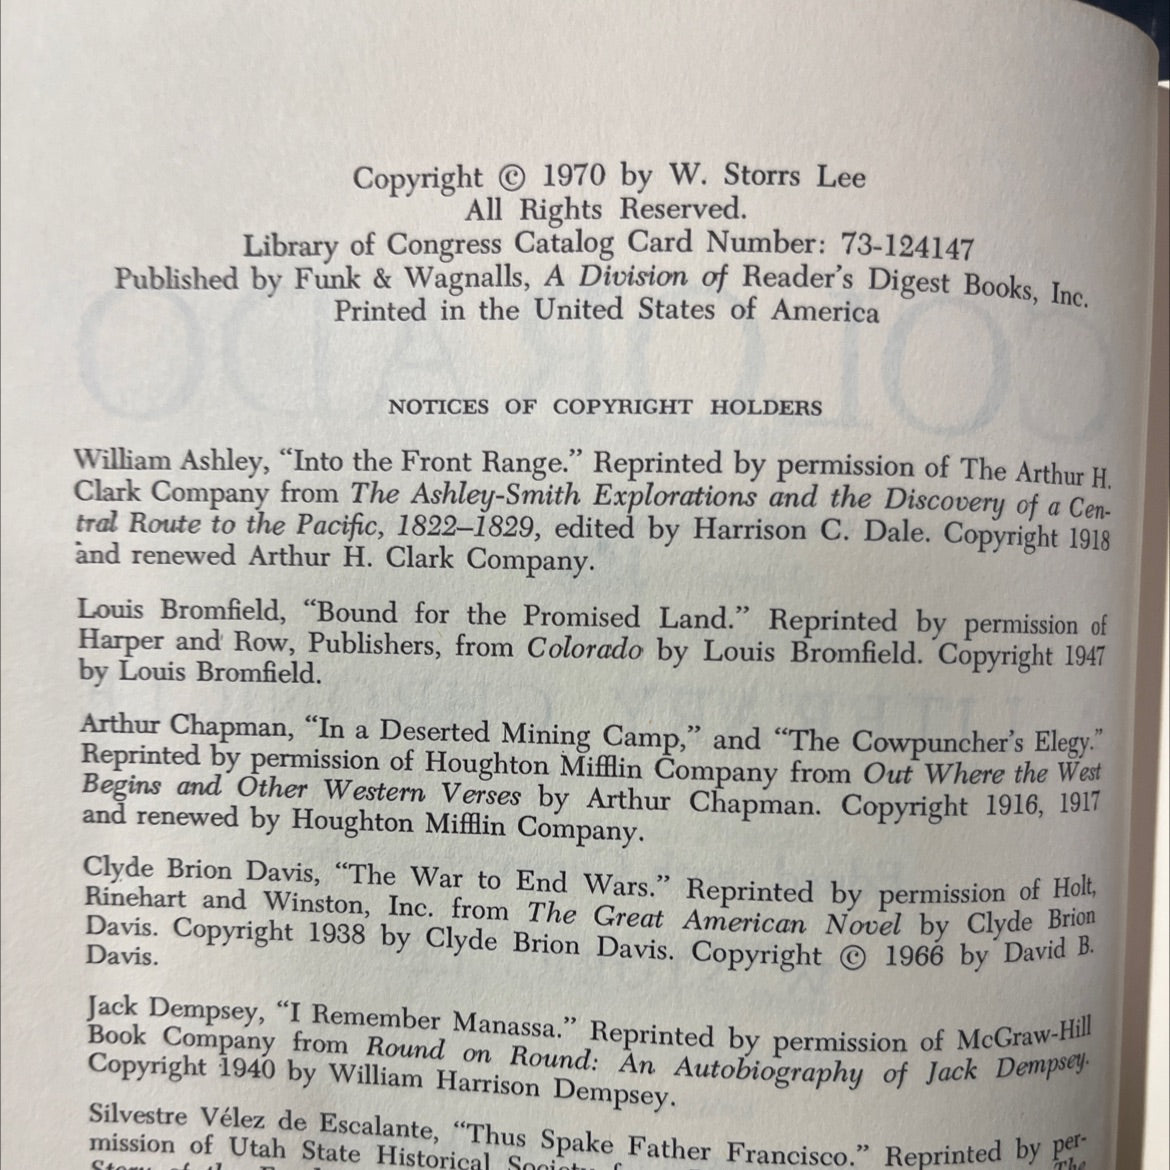 Copyright © 1970 by W. Storrs Lee
All Rights Reserved.
Library of Congress Catalog Card Number: 73-124147
Published by Funk & Wagnalls, A Division of Reader's Digest Books, Inc.
Printed in the United States of America
NOTICES OF COPYRIGHT HOLDERS
William Ashley, “Into the Front Range.” Reprinted by permission of The Arthur H.
Clark Company from The Ashley-Smith Explorations and the Discovery of a Cen-
tral Route to the Pacific, 1822–1829, edited by Harrison C. Dale. Copyright 1918
and renewed Arthur H. Clark Company.
Louis Bromfield, “Bound for the Promised Land.” Reprinted by permission of
Harper and Row, Publishers, from Colorado by Louis Bromfield. Copyright 1947
by Louis Bromfield.
Arthur Chapman, “In a Deserted Mining Camp,” and “The Cowpuncher's Elegy.”
Reprinted by permission of Houghton Mifflin Company from Out Where the West
Begins and Other Western Verses by Arthur Chapman. Copyright 1916, 1917
and renewed by Houghton Mifflin Company.
Clyde Brion Davis, “The War to End Wars.” Reprinted by permission of Holt,
Rinehart and Winston, Inc. from The Great American Novel by Clyde Brion
Davis. Copyright 1938 by Clyde Brion Davis. Copyright © 1966 by David B.
Davis.
Jack Dempsey, “I Remember Manassa.” Reprinted by permission of McGraw-Hill
Book Company from Round on Round: An Autobiography of Jack Dempsey.
Copyright 1940 by William Harrison Dempsey.
Silvestre Vélez de Escalante, “Thus Spake Father Francisco.” Reprinted by per-
mission of Utah State Historical Society